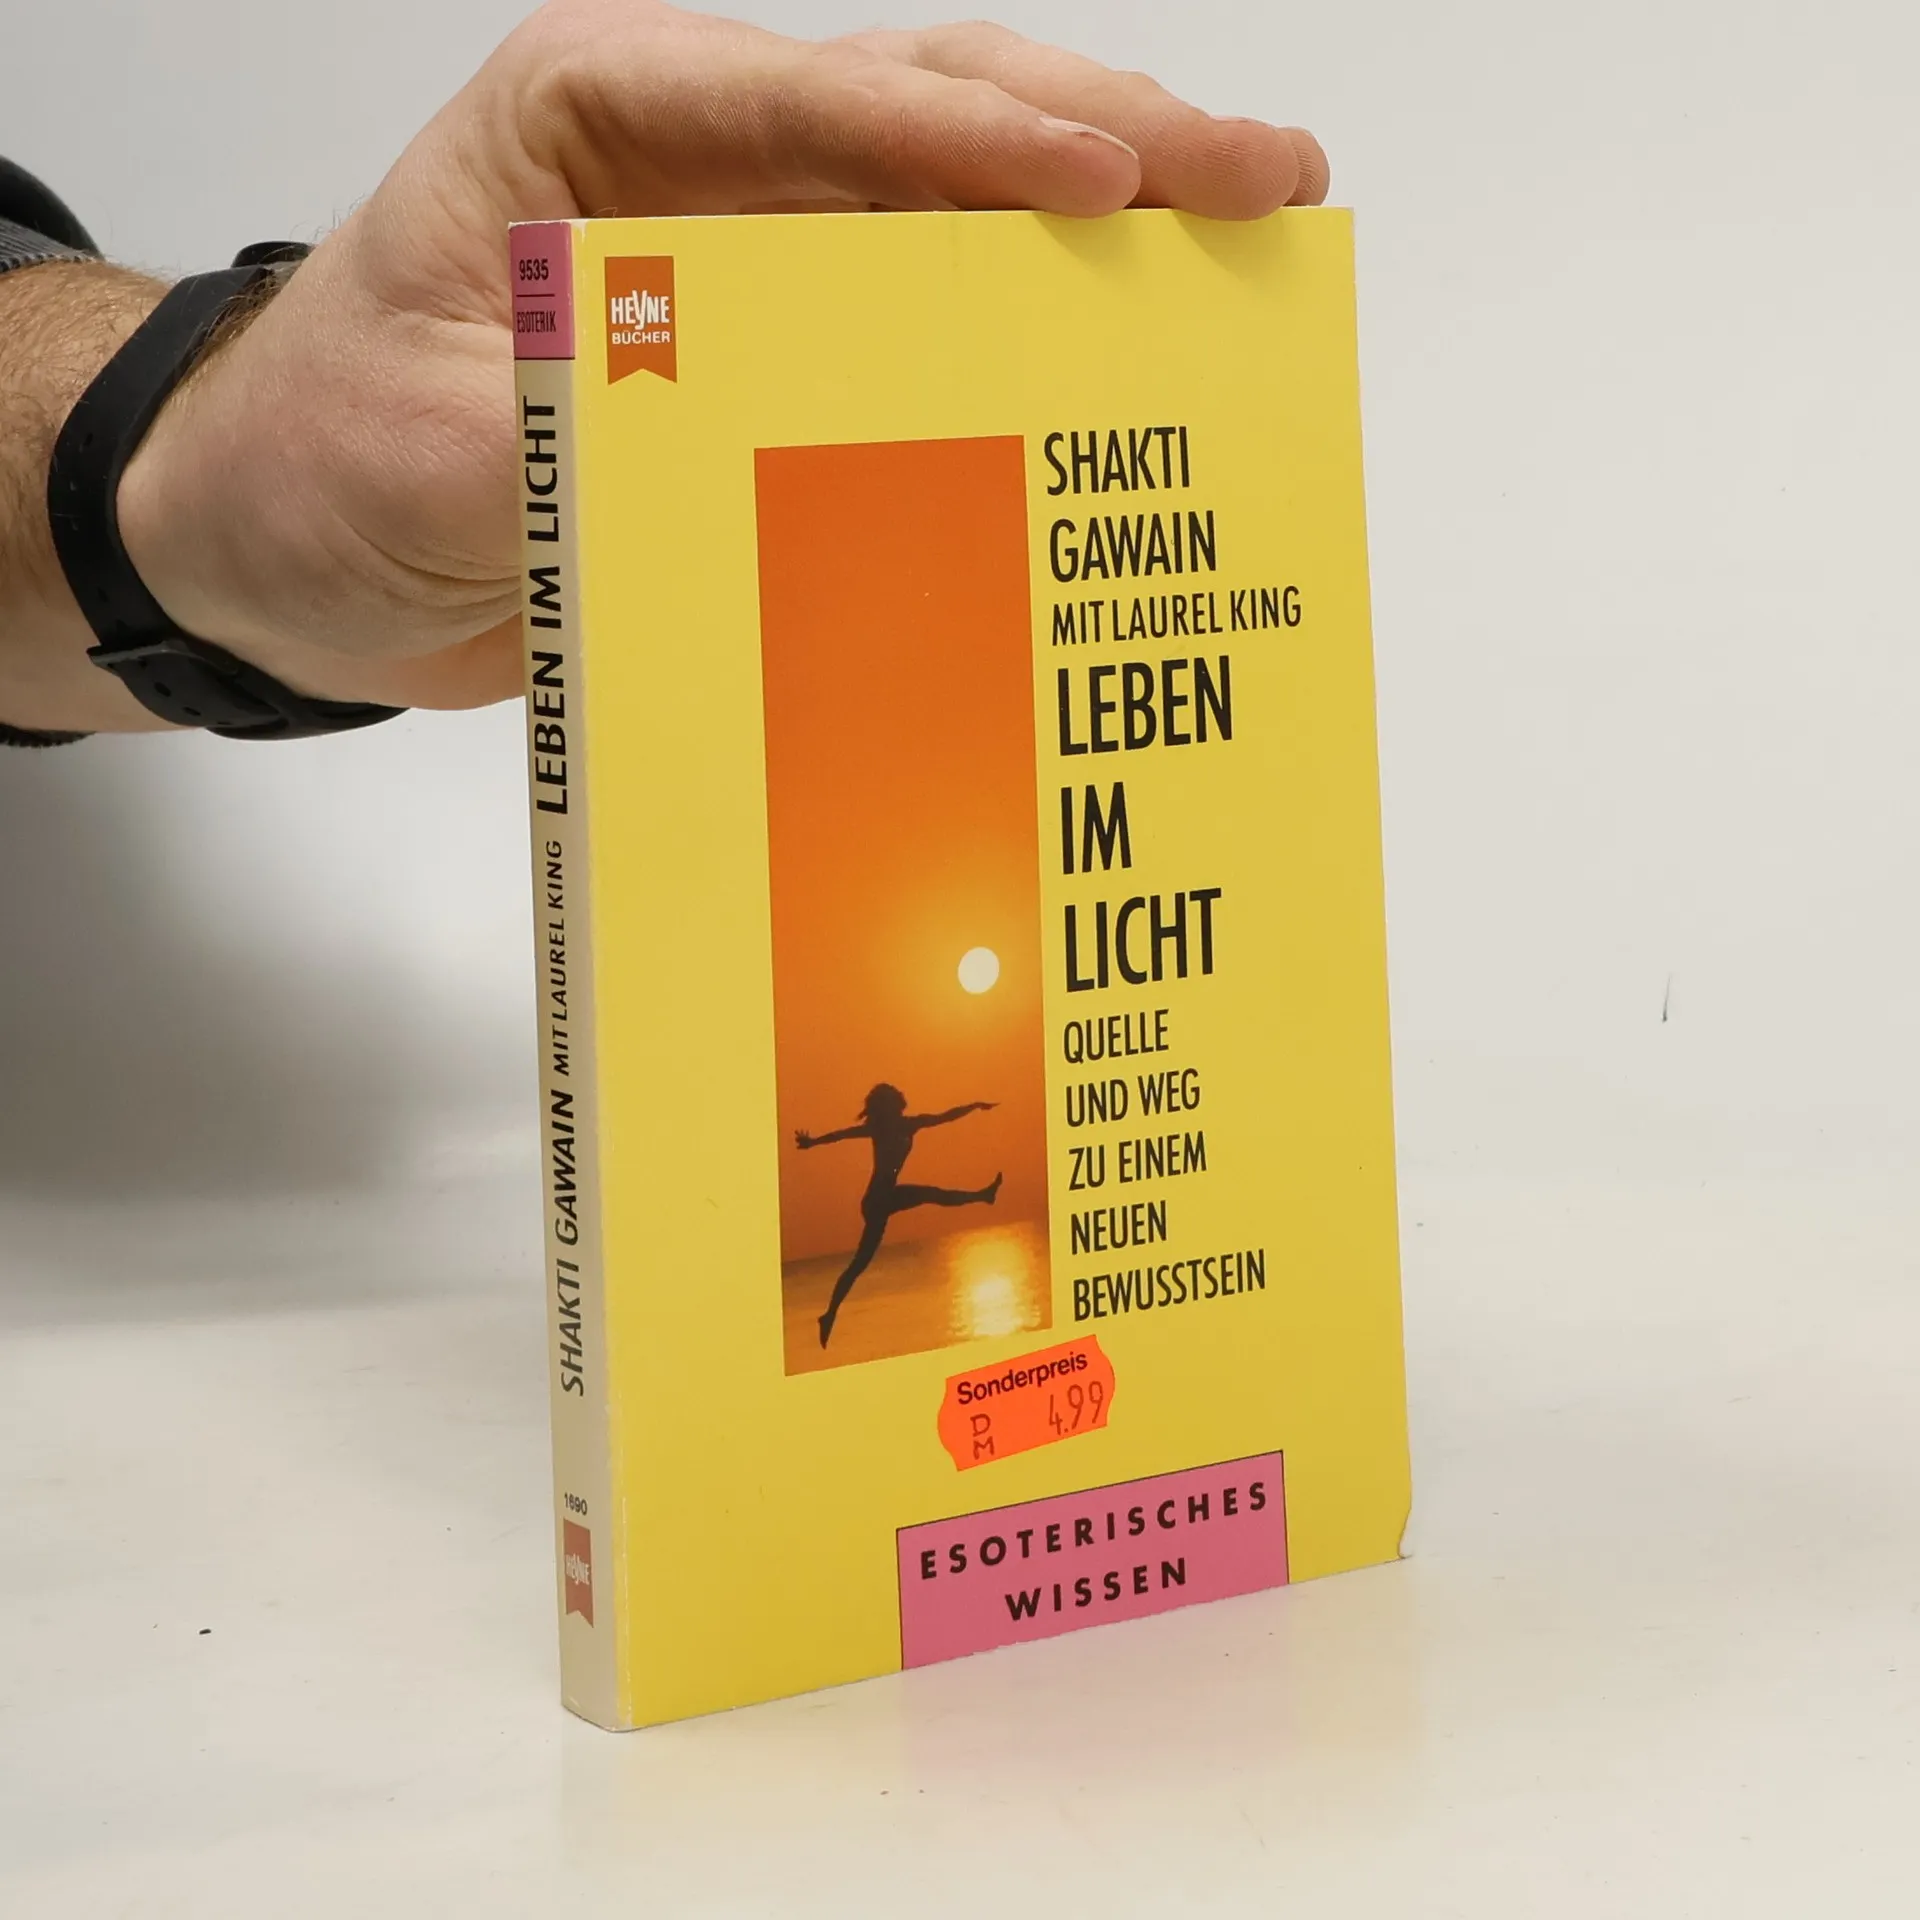 9535
ESOTERIK
LEBEN IM LICHT
SHAKTI GAWAIN MIT LAUREL KING
1690
HEYNE
HEYNE
BÜCHER
SHAKTI
GAWAIN
MIT LAUREL KING
LEBEN
IM
LICHT
QUELLE
UND WEG
ZU EINEM
NEUEN
BEWUSSTSEIN
Sonderpreis
DM 4.99
ESOTERISCHES
WISSEN